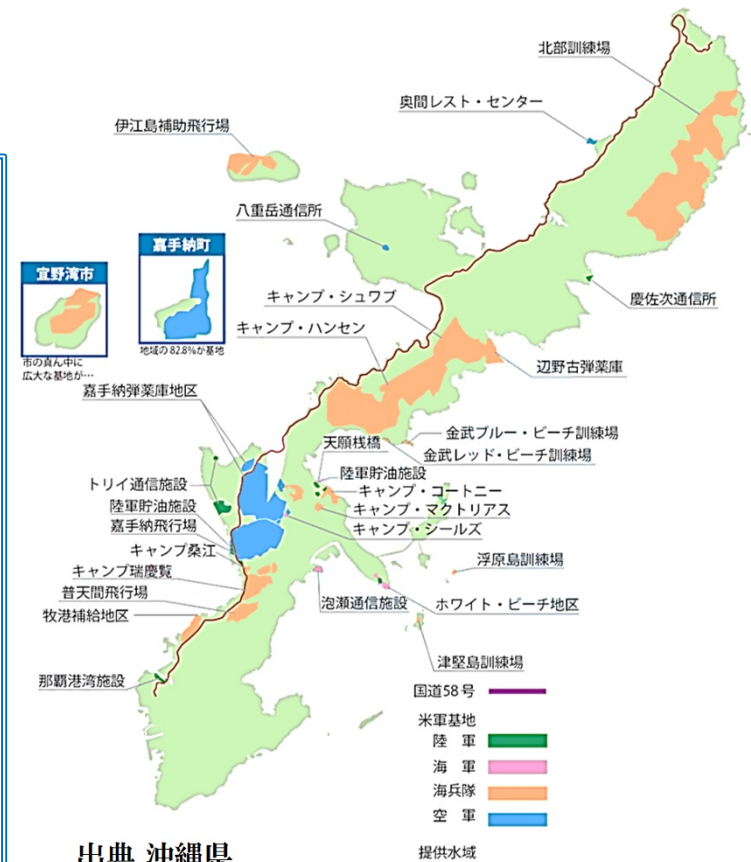 北部訓練場
奥間レスト・センター
伊江島補助飛行場
八重岳通信所
嘉手納町
地域の82.8%が基地
宜野湾市
市の真ん中に
広大な基地が…
慶佐次通信所
キャンプ・シュワブ
キャンプ・ハンセン
辺野古弾薬庫
嘉手納弾薬庫地区
金武ブルー・ビーチ訓練場
天願桟橋
金武レッド・ビーチ訓練場
陸軍貯油施設
トリイ通信施設
キャンプ・コートニー
陸軍貯油施設
キャンプ・マクトリアス
嘉手納飛行場
キャンプ・シールズ
キャンプ桑江
浮原島訓練場
キャンプ瑞慶覧
普天間飛行場
泡瀬通信施設
ホワイト・ビーチ地区
牧港補給地区
津堅島訓練場
那覇港湾施設
国道58号
米軍基地
陸 軍
海 軍
海兵隊
空 軍
提供水域
出典 沖縄県